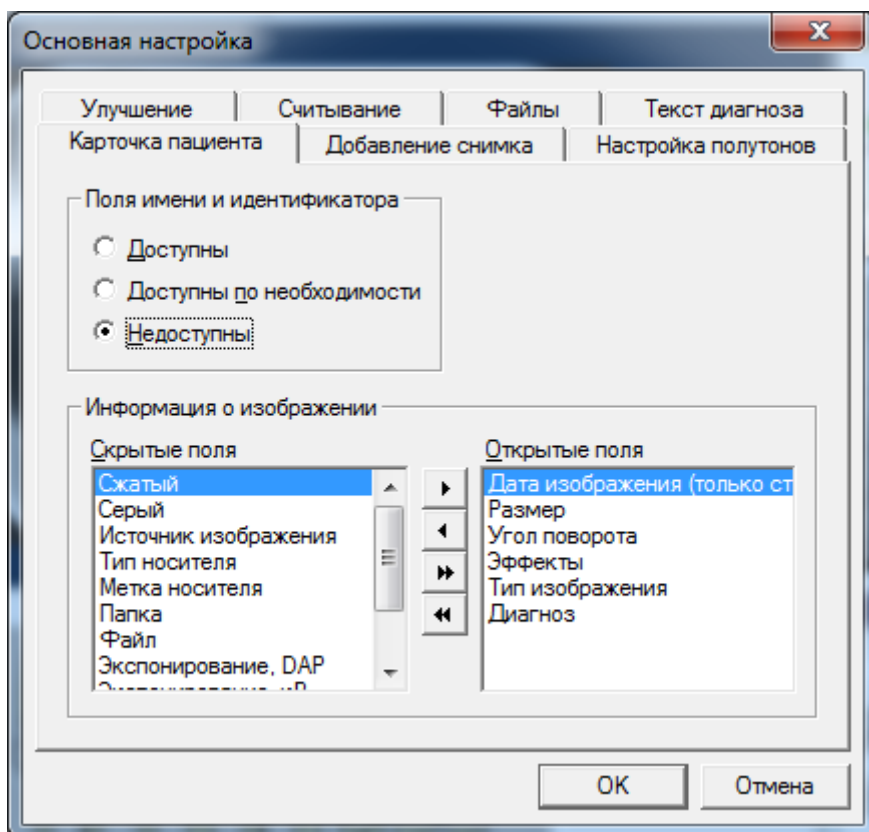 Основная настройка
Улучшение
Считывание
Файлы
Текст диагноза
Карточка пациента
Добавление снимка
Настройка полутонов
Поля имени и идентификатора
Доступны
Доступны по необходимости
Недоступны
Информация о изображении
Скрытые поля
Сжатый
Серый
Источник изображения
Тип носителя
Метка носителя
Папка
Файл
Экспонирование, DAP
Открытые поля
Дата изображения (только ст
Размер
Угол поворота
Эффекты
Тип изображения
Диагноз
OK
Отмена